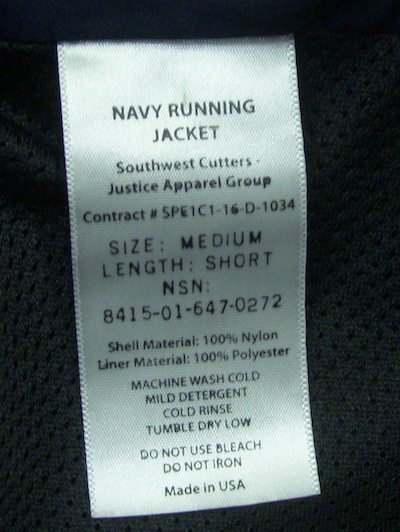 NAVY RUNNING
JACKET
Southwest Cutters -
Justice Apparel Group
Contract # SPE1C1-16-D-1034
SIZE: MEDIUM
LENGTH: SHORT
NSN:
8415-01-647-0272
Shell Material: 100% Nylon
Liner Material: 100% Polyester
MACHINE WASH COLD
MILD DETERGENT
COLD RINSE
TUMBLE DRY LOW
DO NOT USE BLEACH
DO NOT IRON
Made in USA